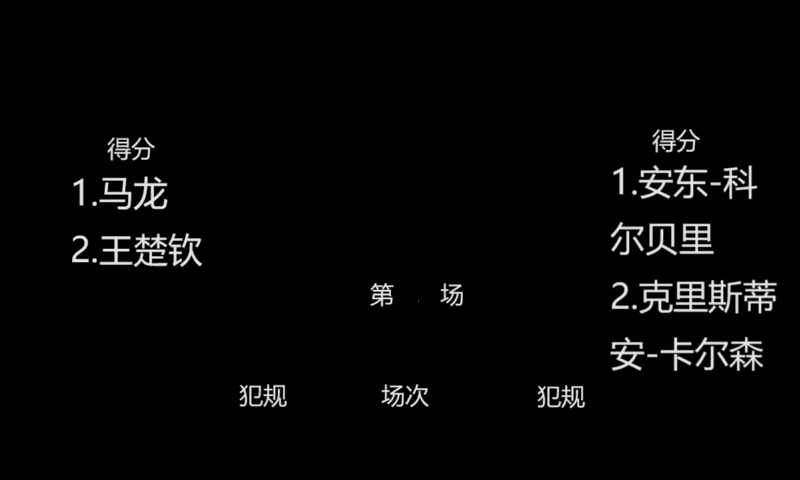 得分
1.马龙
2.王楚钦
得分
1.安东-科
尔贝里
2.克里斯蒂
安-卡尔森
第 场
犯规
场次
犯规